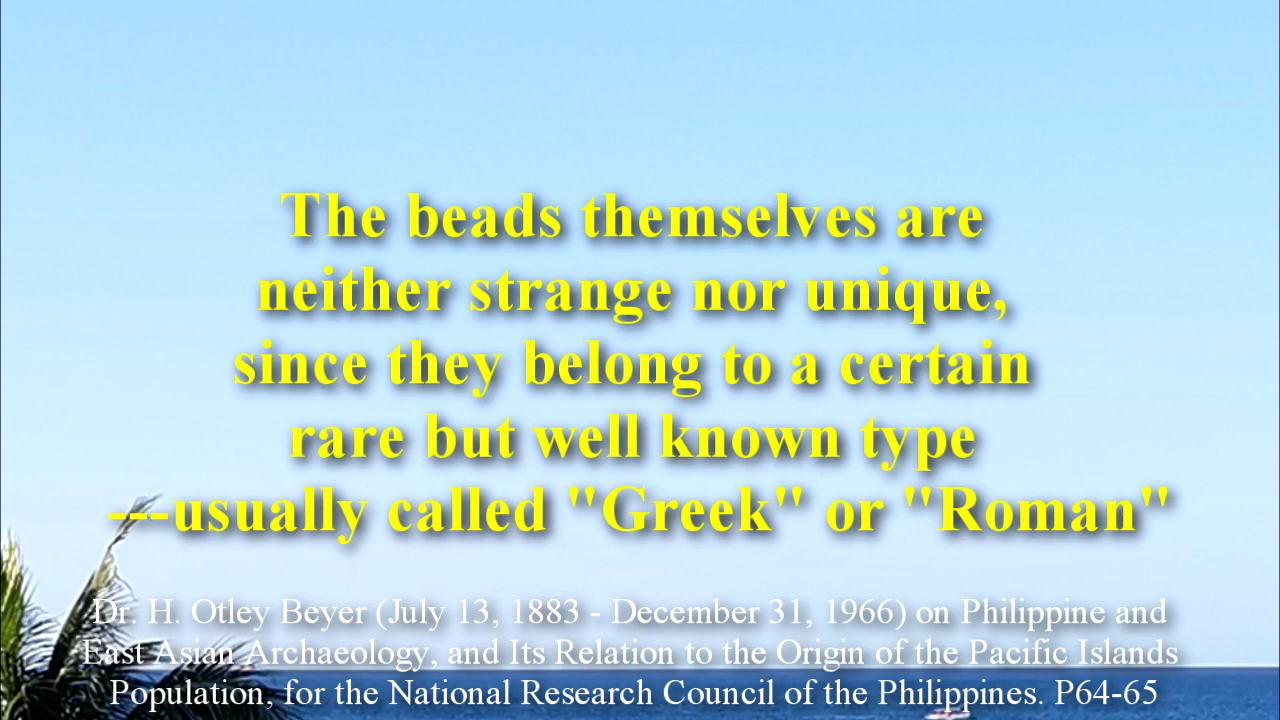 The beads themselves are
neither strange nor unique,
since they belong to a certain
rare but well known type
---usually called "Greek" or "Roman"
Dr. H. Otley Beyer (July 13, 1883 - December 31, 1966) on Philippine and
East Asian Archaeology, and Its Relation to the Origin of the Pacific Islands
Population, for the National Research Council of the Philippines. P64-65